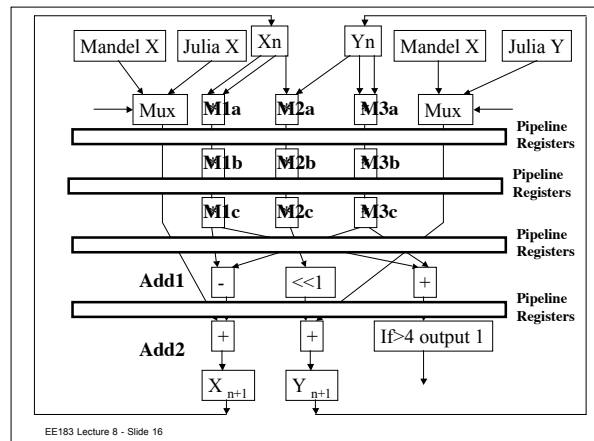 Mandel X
Julia X
Xn
Yn
Mandel X
Julia Y
Mux
M1a
M2a
M3a
Mux
Pipeline
Registers
M1b
M2b
M3b
Pipeline
Registers
M1c
M2c
M3c
Pipeline
Registers
Add1
-
<<1
+
Pipeline
Registers
Add2
+
+
If>4 output 1
X n+1
Y n+1
EE183 Lecture 8 - Slide 16